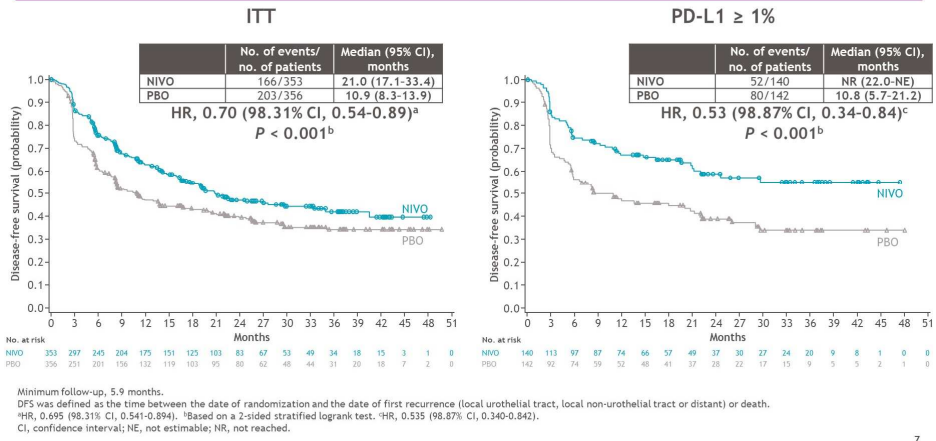 ITT
PD-L1 ≥ 1%
No. of events/ no. of patients
Median (95% CI), months
NIVO 166/353 21.0 (17.1-33.4)
PBO 203/356 10.9 (8.3-13.9)
HR, 0.70 (98.31% CI, 0.54-0.89)ᵃ
P < 0.001ᵇ
No. of events/ no. of patients
Median (95% CI), months
NIVO 52/140 NR (22.0-NE)
PBO 80/142 10.8 (5.7-21.2)
HR, 0.53 (98.87% CI, 0.34-0.84)ᶜ
P < 0.001ᵇ
Disease-free survival (probability)
1.0
0.9
0.8
0.7
0.6
0.5
0.4
0.3
0.2
0.1
0.0
NIVO
PBO
0 3 6 9 12 15 18 21 24 27 30 33 36 39 42 45 48 51
Months
No. at risk
NIVO 353 297 245 204 175 151 125 103 83 67 53 49 34 18 15 3 1 0
PBO 356 251 201 156 132 119 103 95 80 62 48 44 31 20 18 7 2 0
Disease-free survival (probability)
1.0
0.9
0.8
0.7
0.6
0.5
0.4
0.3
0.2
0.1
0.0
NIVO
PBO
0 3 6 9 12 15 18 21 24 27 30 33 36 39 42 45 48 51
Months
No. at risk
NIVO 140 113 97 87 74 66 57 49 37 30 27 24 20 9 8 1 0 0
PBO 142 92 74 59 52 48 45 40 28 22 17 15 9 5 5 2 1 0
Minimum follow-up, 5.9 months.
DFS was defined as the time between the date of randomization and the date of first recurrence (local urothelial tract, local non-urothelial tract or distant) or death.
ᵃHR, 0.695 (98.31% CI, 0.541-0.894). ᵇBased on a 2-sided stratified logrank test. ᶜHR, 0.535 (98.87% CI, 0.340-0.842).
CI, confidence interval; NE, not estimable; NR, not reached.
7